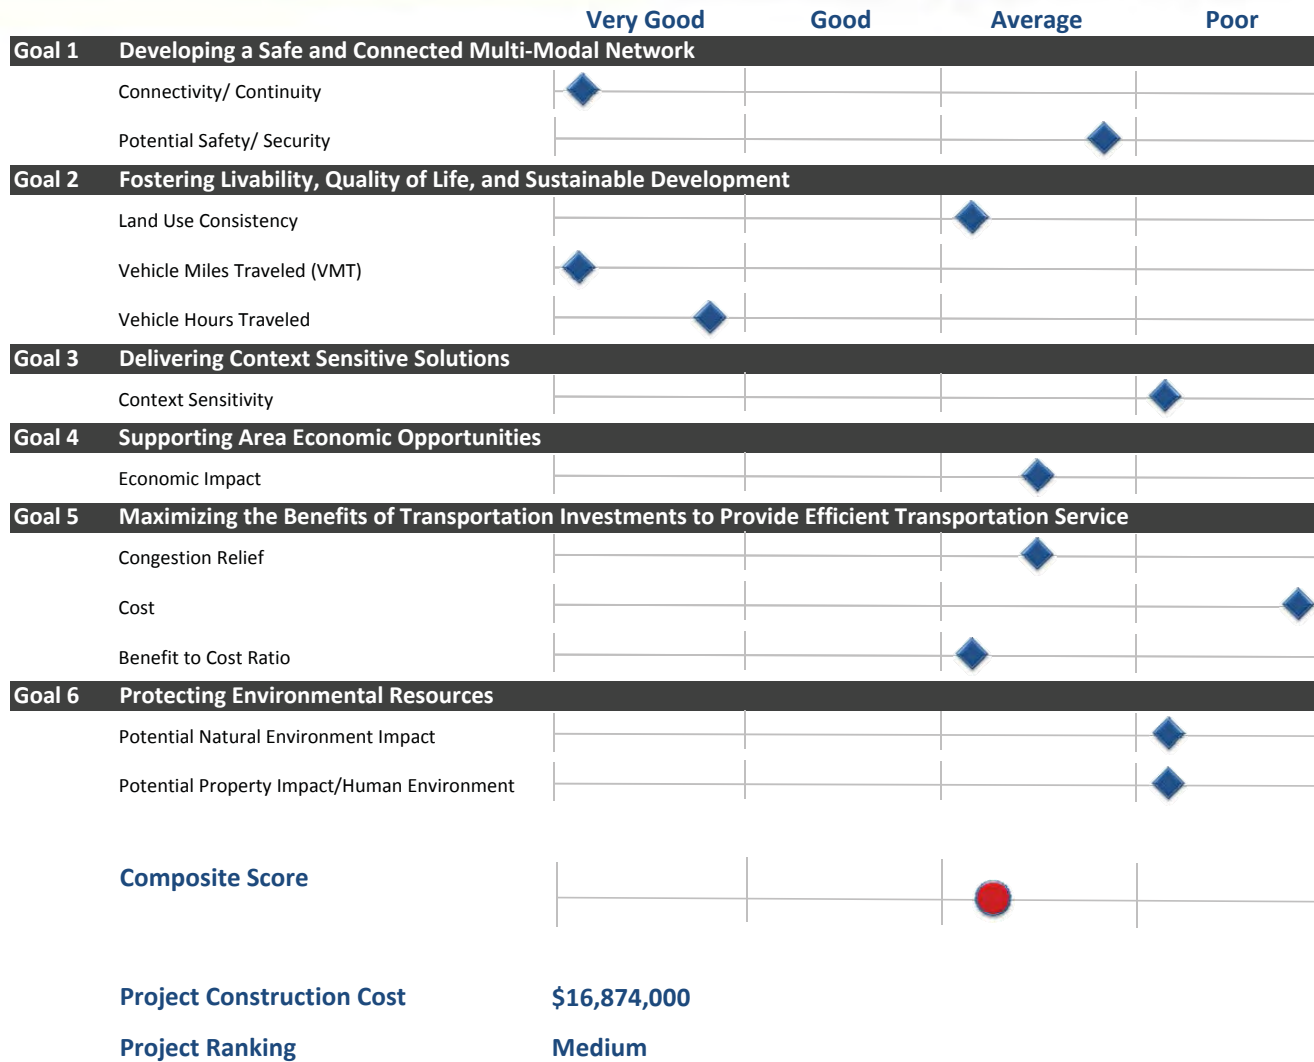 Very Good Good Average Poor
Goal 1 Developing a Safe and Connected Multi-Modal Network
Connectivity/ Continuity
Potential Safety/ Security
Goal 2 Fostering Livability, Quality of Life, and Sustainable Development
Land Use Consistency
Vehicle Miles Traveled (VMT)
Vehicle Hours Traveled
Goal 3 Delivering Context Sensitive Solutions
Context Sensitivity
Goal 4 Supporting Area Economic Opportunities
Economic Impact
Goal 5 Maximizing the Benefits of Transportation Investments to Provide Efficient Transportation Service
Congestion Relief
Cost
Benefit to Cost Ratio
Goal 6 Protecting Environmental Resources
Potential Natural Environment Impact
Potential Property Impact/Human Environment
Composite Score
Project Construction Cost $16,874,000
Project Ranking Medium